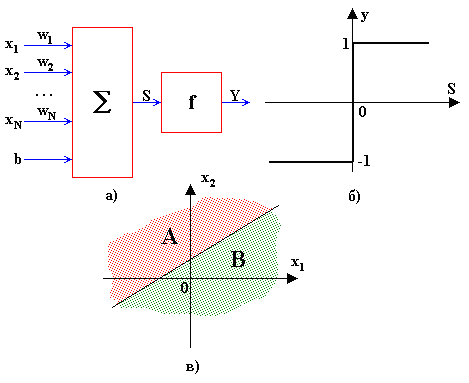 x1 w1
x2 w2
...
xN wN
b
Σ
S
f
Y
а)
y
1
S
0
-1
б)
x2
A
B
x1
0
в)